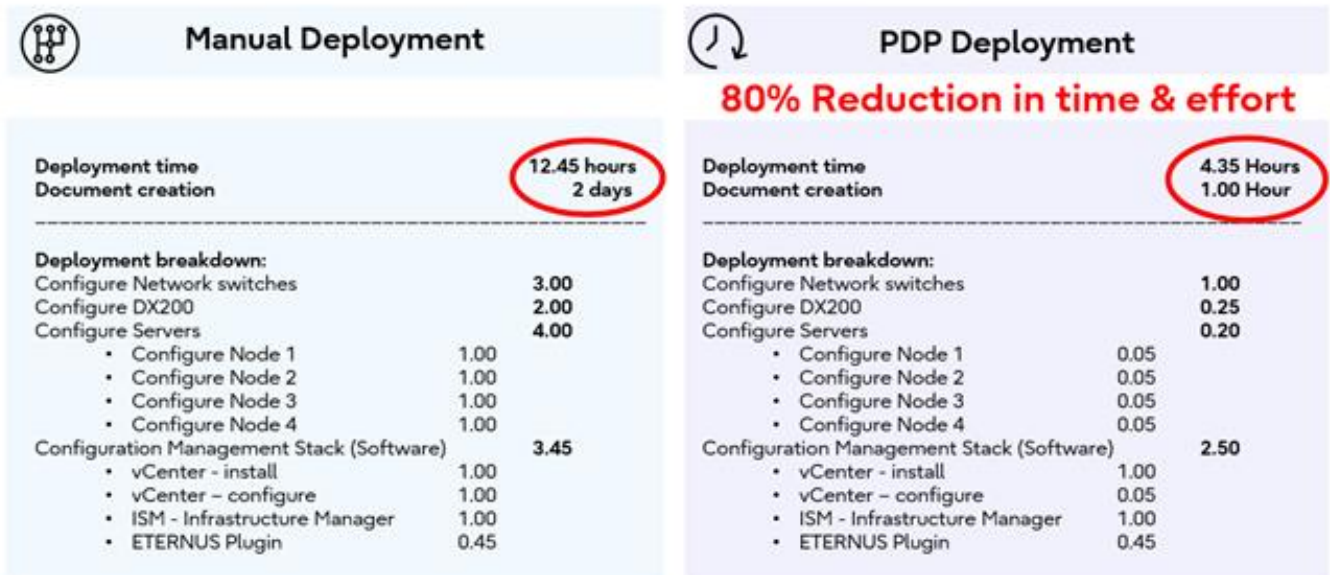 Manual Deployment
Deployment time 12.45 hours
Document creation 2 days
Deployment breakdown:
Configure Network switches 3.00
Configure DX200 2.00
Configure Servers 4.00
• Configure Node 1 1.00
• Configure Node 2 1.00
• Configure Node 3 1.00
• Configure Node 4 1.00
Configuration Management Stack (Software) 3.45
• vCenter - install 1.00
• vCenter – configure 1.00
• ISM - Infrastructure Manager 1.00
• ETERNUS Plugin 0.45
PDP Deployment
80% Reduction in time & effort
Deployment time 4.35 Hours
Document creation 1.00 Hour
Deployment breakdown:
Configure Network switches 1.00
Configure DX200 0.25
Configure Servers 0.20
• Configure Node 1 0.05
• Configure Node 2 0.05
• Configure Node 3 0.05
• Configure Node 4 0.05
Configuration Management Stack (Software) 2.50
• vCenter - install 1.00
• vCenter – configure 0.05
• ISM - Infrastructure Manager 1.00
• ETERNUS Plugin 0.45